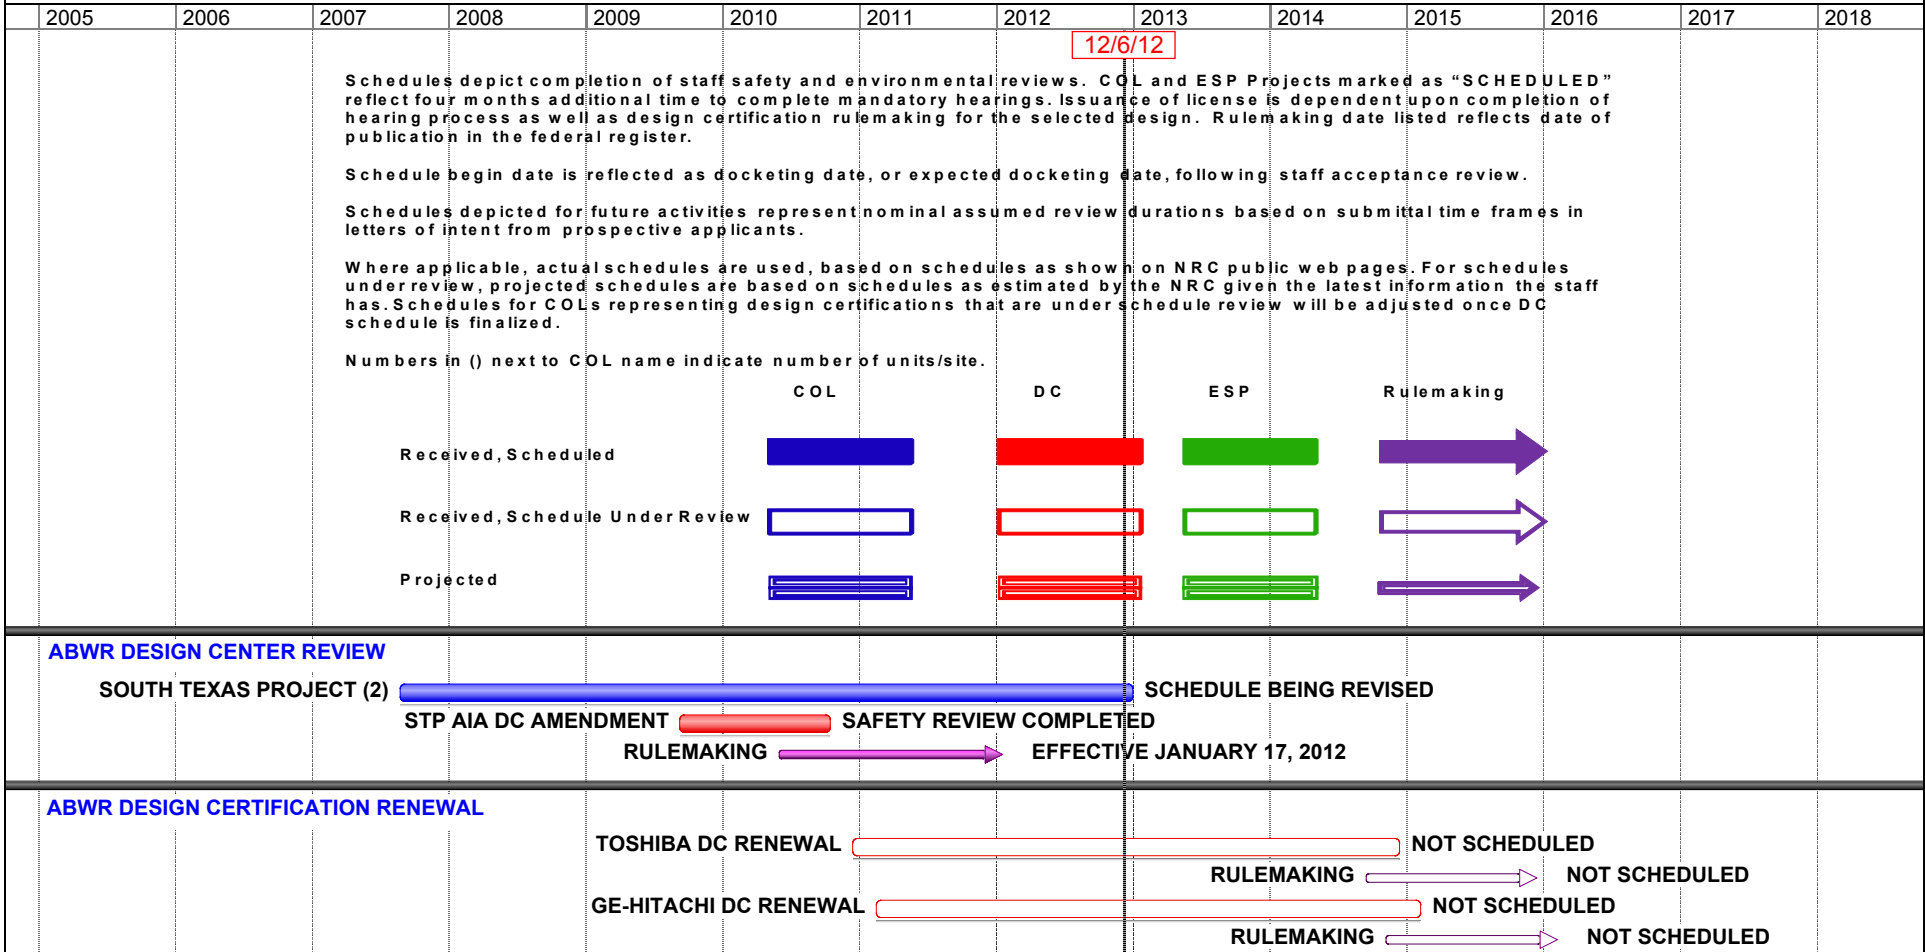 2005 2006 2007 2008 2009 2010 2011 2012 2013 2014 2015 2016 2017 2018
12/6/12
Schedules depict completion of staff safety and environmental reviews. COL and ESP Projects marked as “SCHEDULED”
reflect four months additional time to complete mandatory hearings. Issuance of license is dependent upon completion of
hearing process as well as design certification rulemaking for the selected design. Rulemaking date listed reflects date of
publication in the federal register.
Schedule begin date is reflected as docketing date, or expected docketing date, following staff acceptance review.
Schedules depicted for future activities represent nominal assumed review durations based on submittal time frames in
letters of intent from prospective applicants.
Where applicable, actual schedules are used, based on schedules as shown on NRC public web pages. For schedules
under review, projected schedules are based on schedules as estimated by the NRC given the latest information the staff
has. Schedules for COLs representing design certifications that are under schedule review will be adjusted once DC
schedule is finalized.
Numbers in () next to COL name indicate number of units/site.
COL DC ESP Rulemaking
Received, Scheduled
Received, Schedule Under Review
Projected
ABWR DESIGN CENTER REVIEW
SOUTH TEXAS PROJECT (2) SCHEDULE BEING REVISED
STP AIA DC AMENDMENT SAFETY REVIEW COMPLETED
RULEMAKING EFFECTIVE JANUARY 17, 2012
ABWR DESIGN CERTIFICATION RENEWAL
TOSHIBA DC RENEWAL NOT SCHEDULED
RULEMAKING NOT SCHEDULED
GE-HITACHI DC RENEWAL NOT SCHEDULED
RULEMAKING NOT SCHEDULED